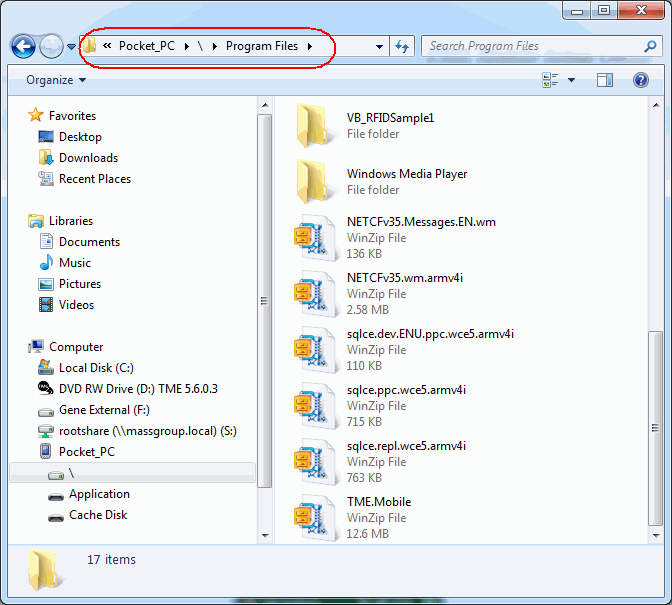 « Pocket_PC \ Program Files
Search Program Files
Organize
Favorites
Desktop
Downloads
Recent Places
Libraries
Documents
Music
Pictures
Videos
Computer
Local Disk (C:)
DVD RW Drive (D:) TME 5.6.0.3
Gene External (F:)
rootshare (\\massgroup.local) (S:)
Pocket_PC
\
Application
Cache Disk
VB_RFIDSample1
File folder
Windows Media Player
File folder
NETCFv35.Messages.EN.wm
WinZip File
136 KB
NETCFv35.wm.armv4i
WinZip File
2.58 MB
sqlce.dev.ENU.ppc.wce5.armv4i
WinZip File
110 KB
sqlce.ppc.wce5.armv4i
WinZip File
715 KB
sqlce.repl.wce5.armv4i
WinZip File
763 KB
TME.Mobile
WinZip File
12.6 MB
17 items